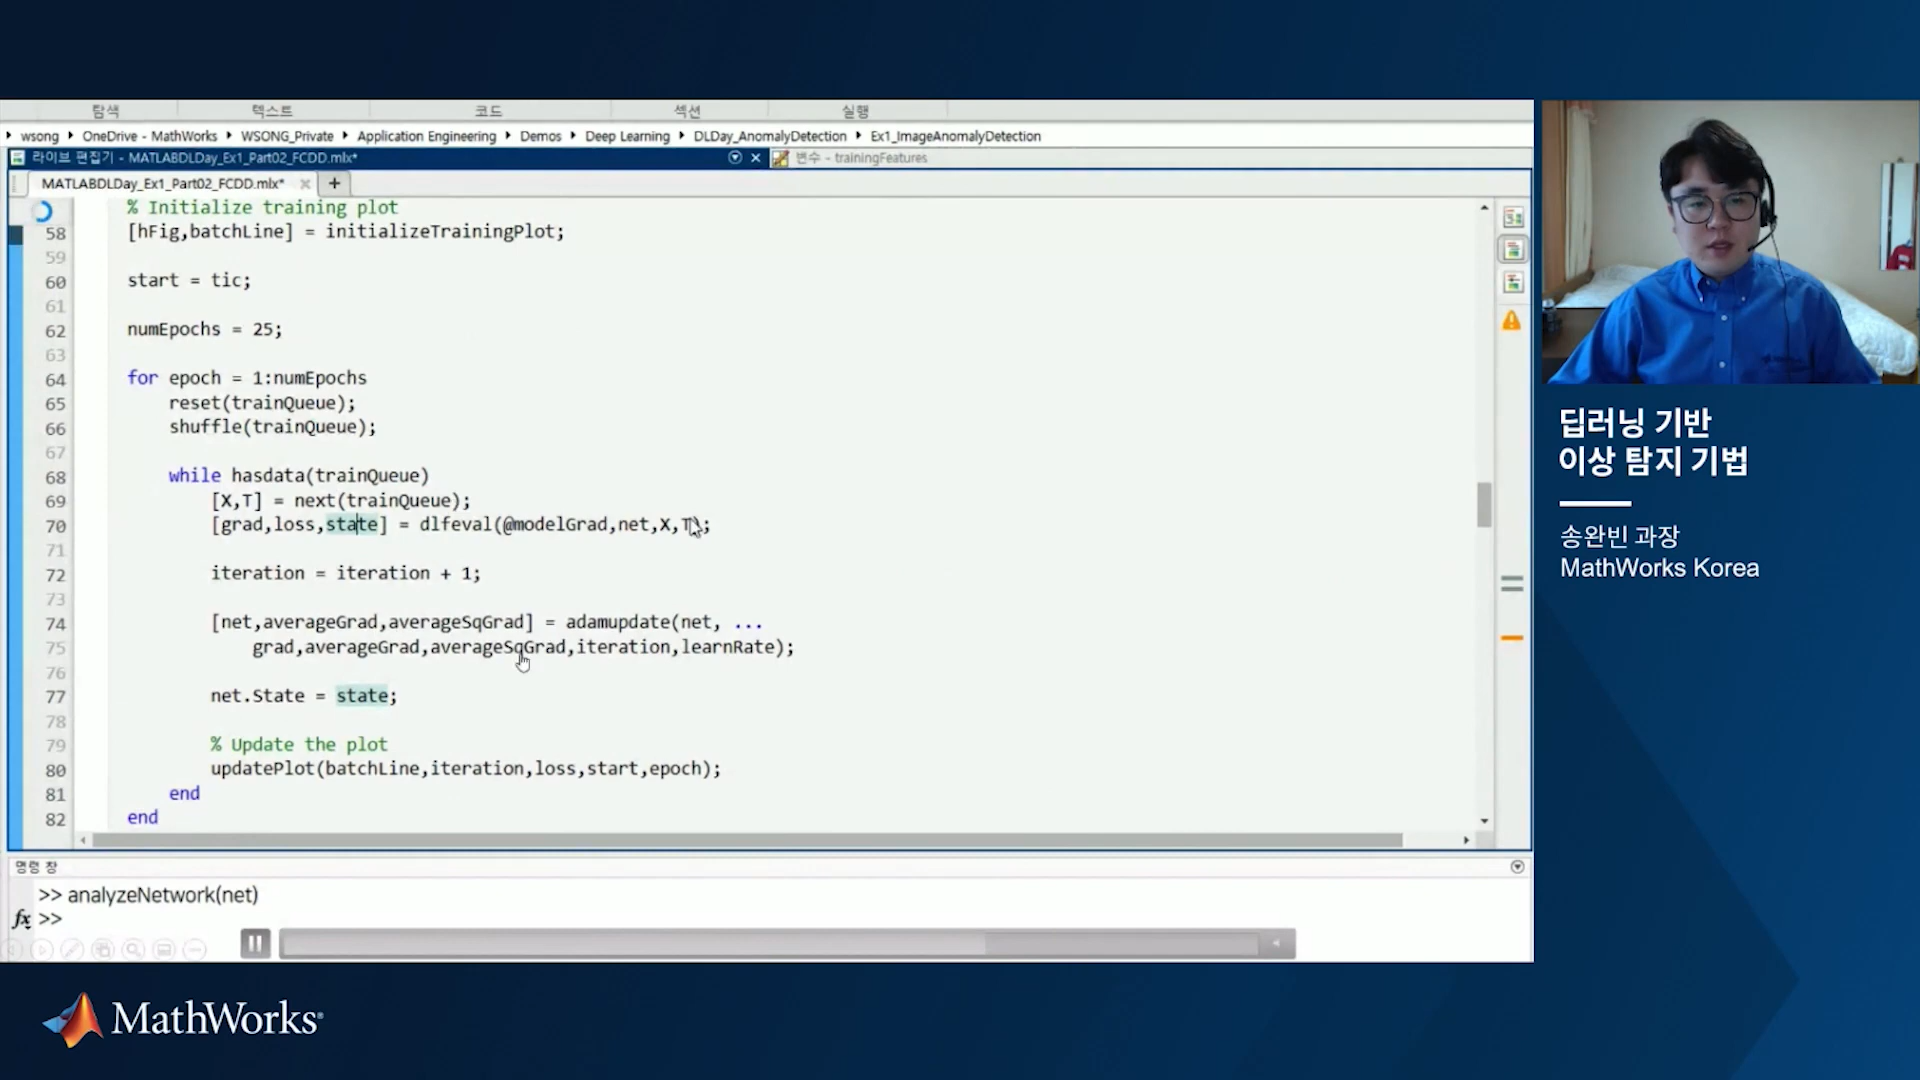 탐색 텍스트 코드 섹션 실행
wsong OneDrive - MathWorks WSONG_Private Application Engineering Demos Deep Learning DLDay_AnomalyDetection Ex1_ImageAnomalyDetection
라이브 편집기 - MATLABDLDay_Ex1_Part02_FCDD.mlx*
변수 - trainingFeatures
MATLABDLDay_Ex1_Part02_FCDD.mlx*
% Initialize training plot
58 [hFig,batchLine] = initializeTrainingPlot;
59
60 start = tic;
61
62 numEpochs = 25;
63
64 for epoch = 1:numEpochs
65 reset(trainQueue);
66 shuffle(trainQueue);
67
68 while hasdata(trainQueue)
69 [X,T] = next(trainQueue);
70 [grad,loss,state] = dlfeval(@modelGrad,net,X,T);
71
72 iteration = iteration + 1;
73
74 [net,averageGrad,averageSqGrad] = adamupdate(net, ...
75 grad,averageGrad,averageSqGrad,iteration,learnRate);
76
77 net.State = state;
78
79 % Update the plot
80 updatePlot(batchLine,iteration,loss,start,epoch);
81 end
82 end
명령 창
>> analyzeNetwork(net)
fx >>
딥러닝 기반
이상 탐지 기법
송완빈 과장
MathWorks Korea
MathWorks